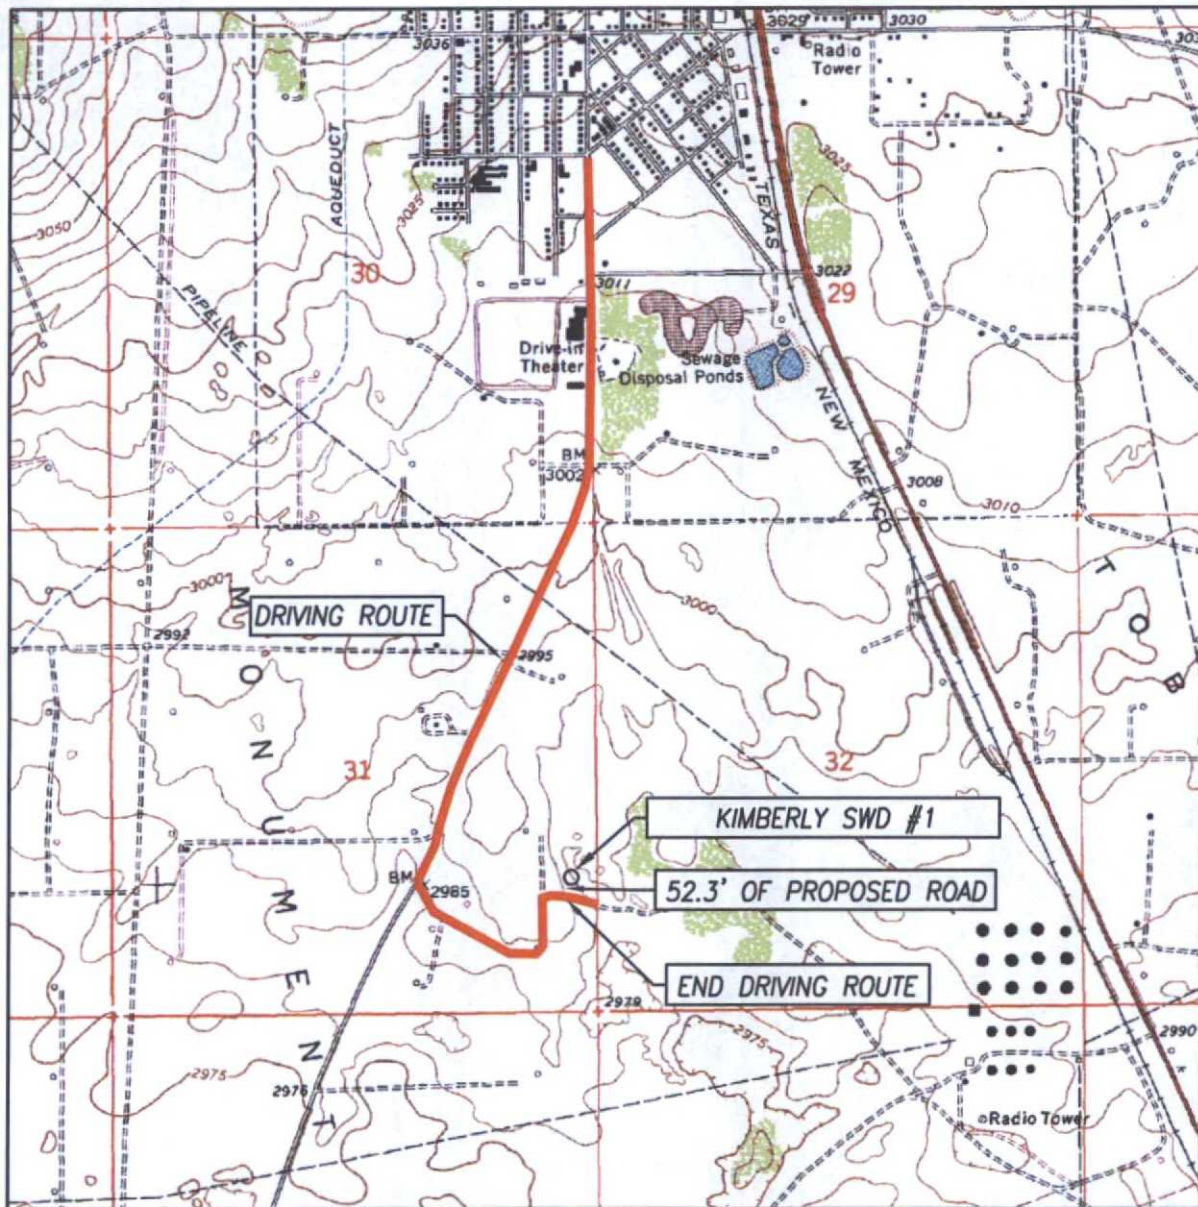 3029
3030
3036
Radio
Tower
AQUEDUCT
3025
3025
TEXAS
3050
30
3022
29
3011
PIPELINE
Drive-in
Theater
Sewage
Disposal Ponds
NEW
BM
3002
MEXICO
3008
3010
3000
3000
T O B
MONUMENT
DRIVING ROUTE
2992
2995
31
32
KIMBERLY SWD #1
BM
2985
52.3' OF PROPOSED ROAD
END DRIVING ROUTE
2979
2975
2990
2975
2976
Radio Tower